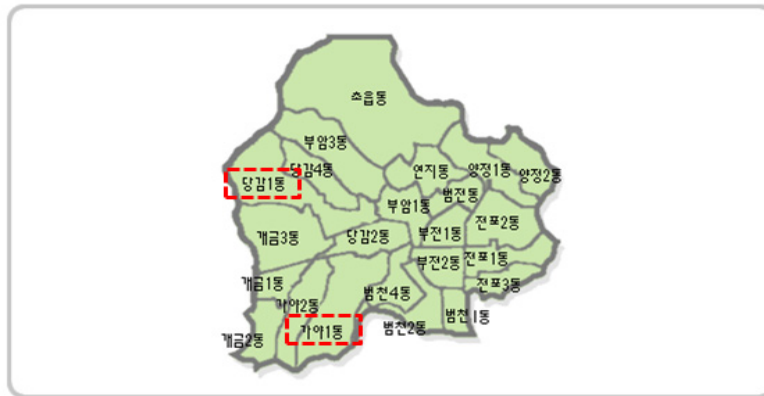 초읍동
부암3동
당감4동
연지동
양정1동
양정2동
당감1동
범전동
부암1동
전포2동
개금3동
당감2동
부전1동
부전2동
전포1동
개금1동
전포3동
범천4동
가야2동
범천1동
개금2동
가야1동
범천2동